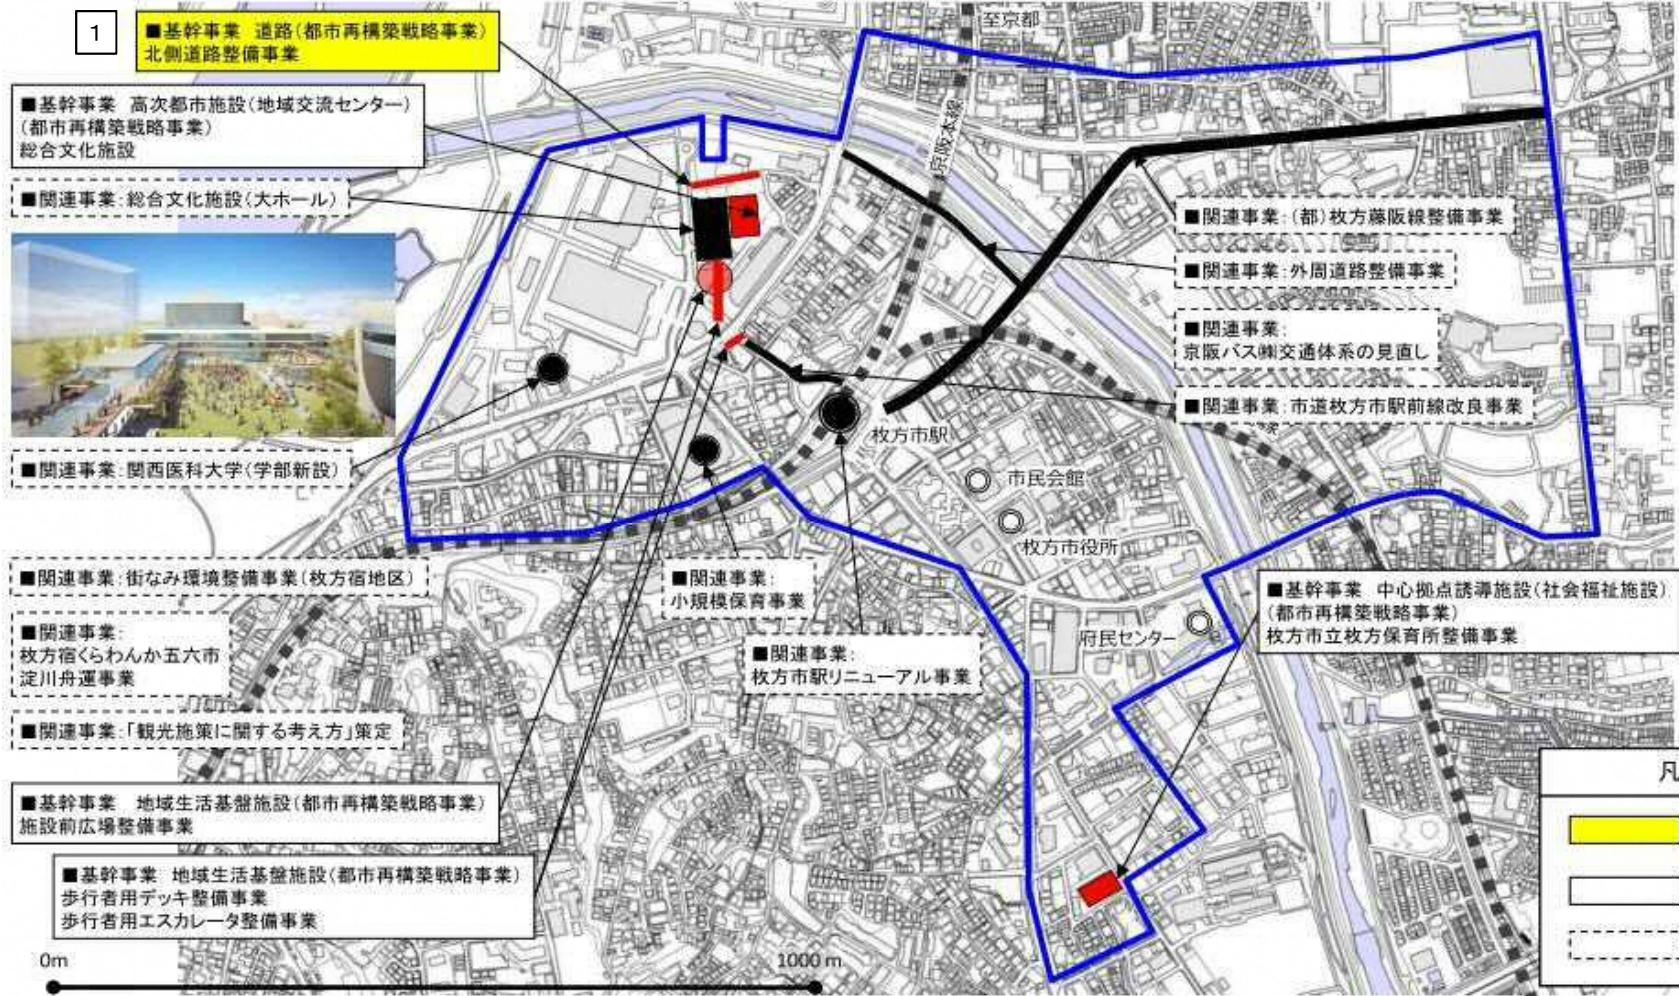 1
■基幹事業 道路(都市再構築戦略事業)
北側道路整備事業
■基幹事業 高次都市施設(地域交流センター)
(都市再構築戦略事業)
総合文化施設
■関連事業:総合文化施設(大ホール)
■関連事業:関西医科大学(学部新設)
■関連事業:街なみ環境整備事業(枚方宿地区)
■関連事業:
枚方宿くらわんか五六市
淀川舟運事業
■関連事業:「観光施策に関する考え方」策定
■基幹事業 地域生活基盤施設(都市再構築戦略事業)
施設前広場整備事業
■基幹事業 地域生活基盤施設(都市再構築戦略事業)
歩行者用デッキ整備事業
歩行者用エスカレータ整備事業
0m
1000 m
至京都
京阪本線
■関連事業:(都)枚方藤阪線整備事業
■関連事業:外周道路整備事業
■関連事業:
京阪バス㈱交通体系の見直し
■関連事業:市道枚方市駅前線改良事業
枚方市駅
市民会館
枚方市役所
■関連事業:
小規模保育事業
■関連事業:
枚方市駅リニューアル事業
府民センター
■基幹事業 中心拠点誘導施設(社会福祉施設)
(都市再構築戦略事業)
枚方市立枚方保育所整備事業
凡